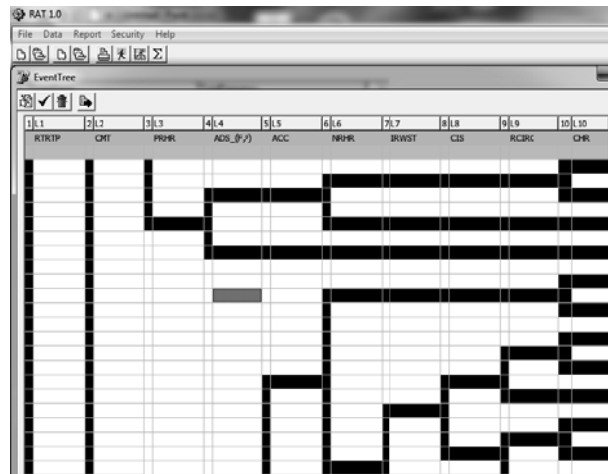 RAT 1.0
File Data Report Security Help
EventTree
1 L1 2 L2 3 L3 4 L4 5 L5 6 L6 7 L7 8 L8 9 L9 10 L10
RTRTP CMT PRHR ADS_(F/) ACC NRHR IRWST CIS RCIRC CHR